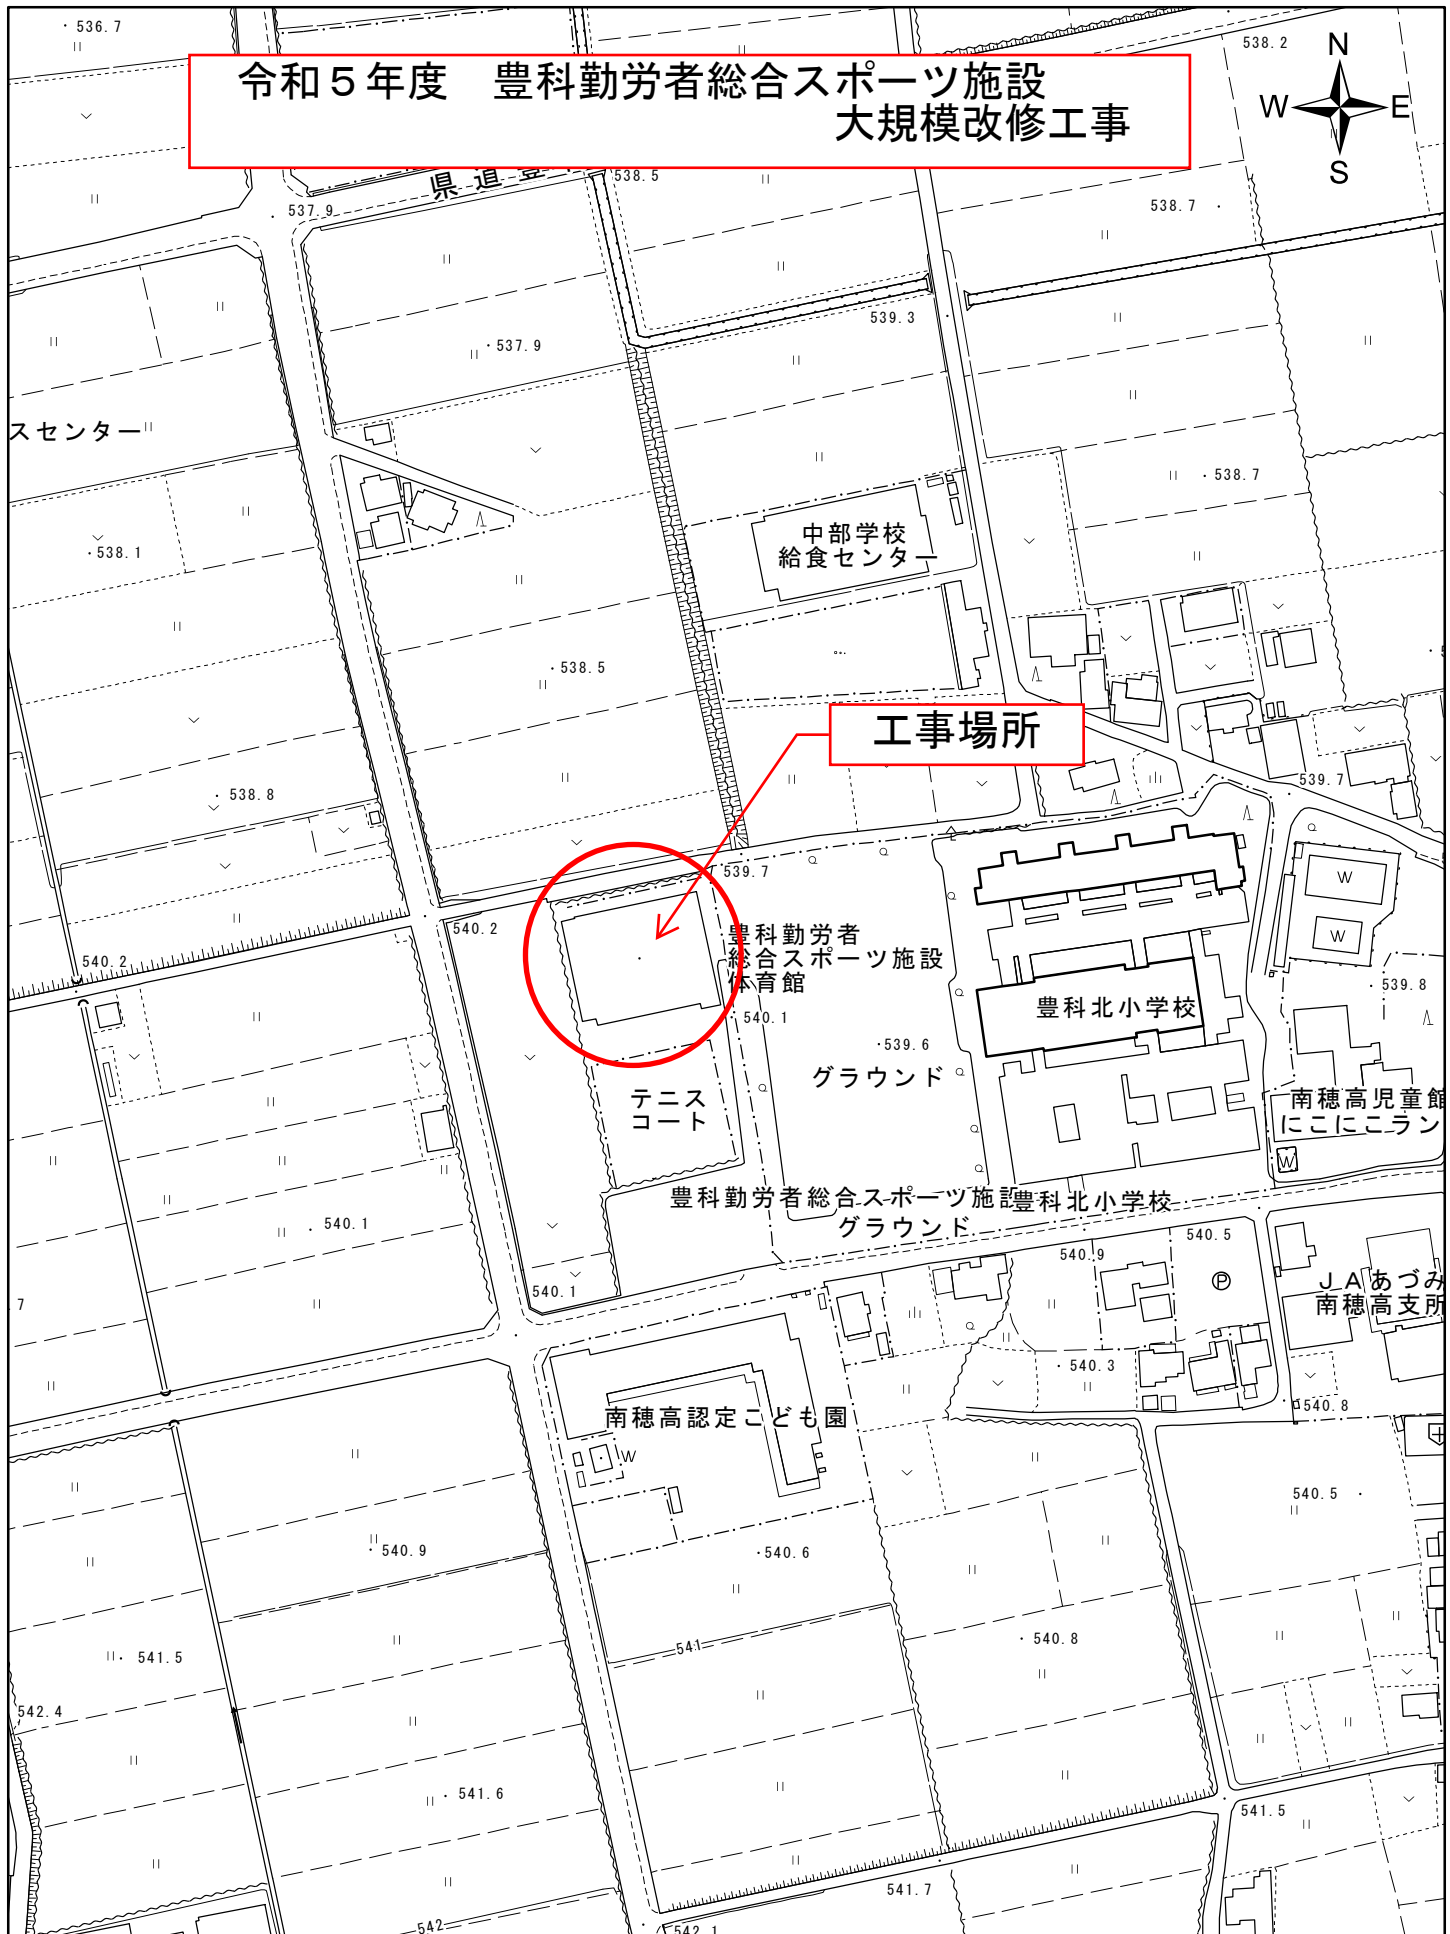 536.7
538.2
令和５年度　豊科勤労者総合スポーツ施設
大規模改修工事
N
W E
S
県道豊
538.5
537.9
538.7
539.3
537.9
スセンター
538.7
538.1
中部学校
給食センター
538.5
工事場所
539.7
538.8
539.7
W
540.2
豊科勤労者
総合スポーツ施設
体育館
W
540.2
539.8
豊科北小学校
540.1
539.6
グラウンド
テニス
コート
南穂高児童館
にこにこラン
W
豊科勤労者総合スポーツ施設
グラウンド
豊科北小学校
540.1
540.5
540.9
P
JAあづみ
南穂高支所
540.1
7
540.3
540.8
南穂高認定こども園
W
540.5
540.9
540.6
540.8
541
541.5
542.4
541.6
541.5
541.7
542
542.1